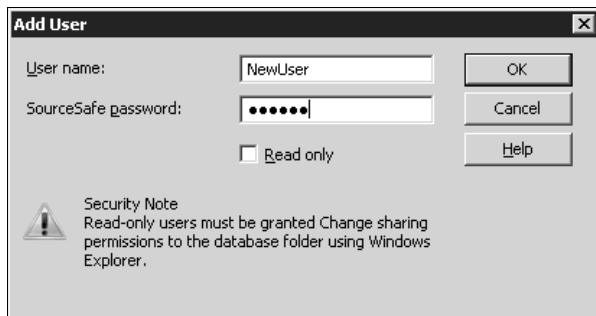 Add User
User name:
NewUser
OK
SourceSafe password:
●●●●●●
Cancel
Read only
Help
Security Note
Read-only users must be granted Change sharing
permissions to the database folder using Windows
Explorer.